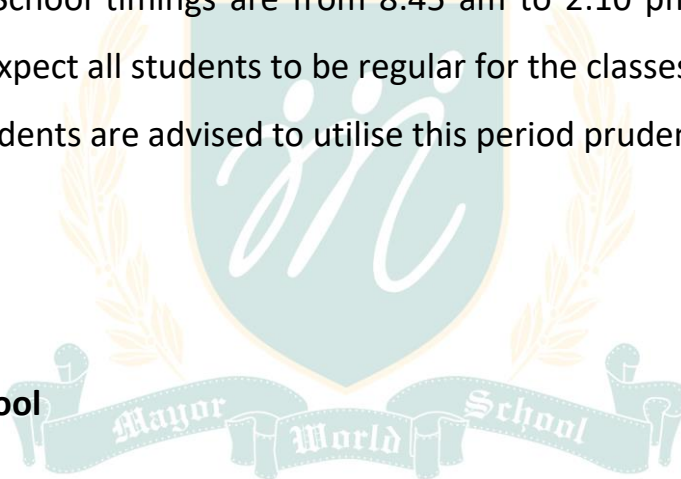 School timings are from 8:45 am to 2:10 pm
xpect all students to be regular for the classes
dents are advised to utilise this period pruden
ool
Mayor World School